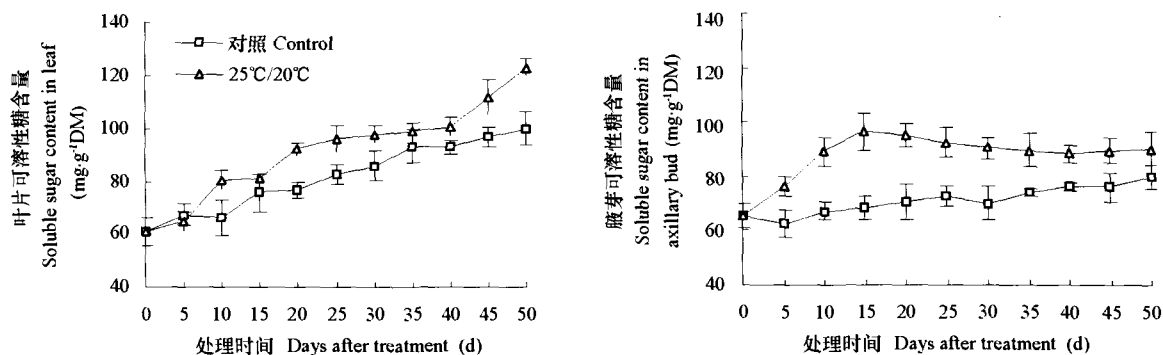 叶片可溶性糖含量
Soluble sugar content in leaf
(mg·g⁻¹DM)
140
120
100
80
60
40
对照 Control
25℃/20℃
0 5 10 15 20 25 30 35 40 45 50
处理时间 Days after treatment (d)
腋芽可溶性糖含量
Soluble sugar content in
axillary bud (mg·g⁻¹DM)
140
120
100
80
60
40
0 5 10 15 20 25 30 35 40 45 50
处理时间 Days after treatment (d)